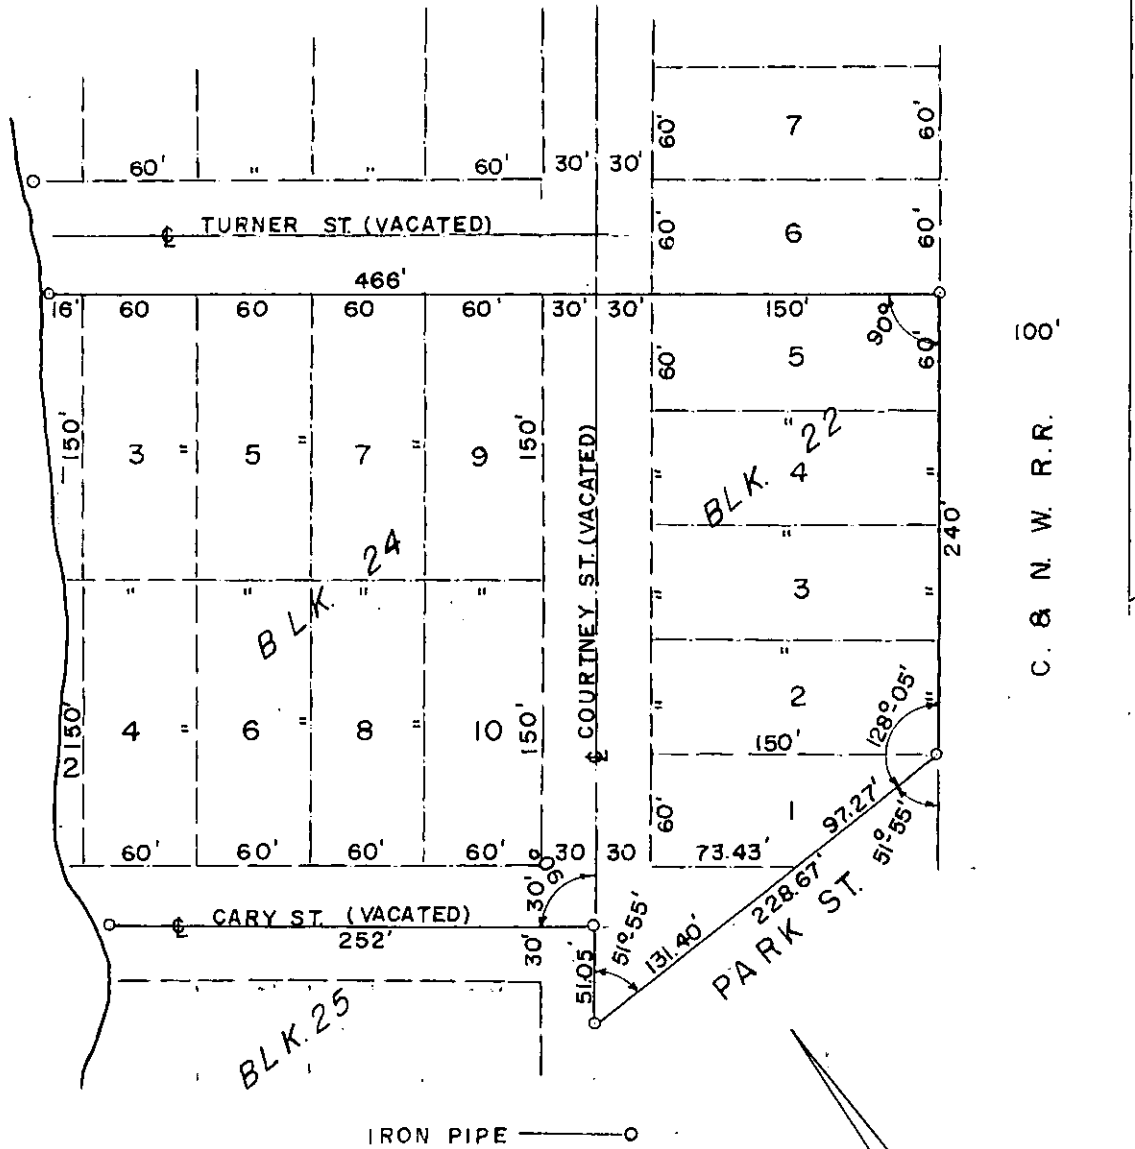 7
60'
60'
60' " " 60' 30' 30'
TURNER ST. (VACATED)
6
60'
60'
466'
16' 60 60 60 60' 30' 30' 150'
90°
60'
60'
5
100'
150'
3 = 5 = 7 = 9
150'
COURTNEY ST. (VACATED)
"
BLK. 22
= 4 =
240'
C. & N. W. R.R.
BLK. 24
" " " "
"
= 3 =
"
= 2 =
2 150'
4 = 6 = 8 = 10
150'
150'
128°-05'
60'
1
97.27'
51°-55'
60' 60' 60' 60' 30 30 73.43'
90°
30'
CARY ST. (VACATED)
252'
30'
51.05
51°-55'
131.40'
228.67'
PARK ST.
BLK. 25
IRON PIPE